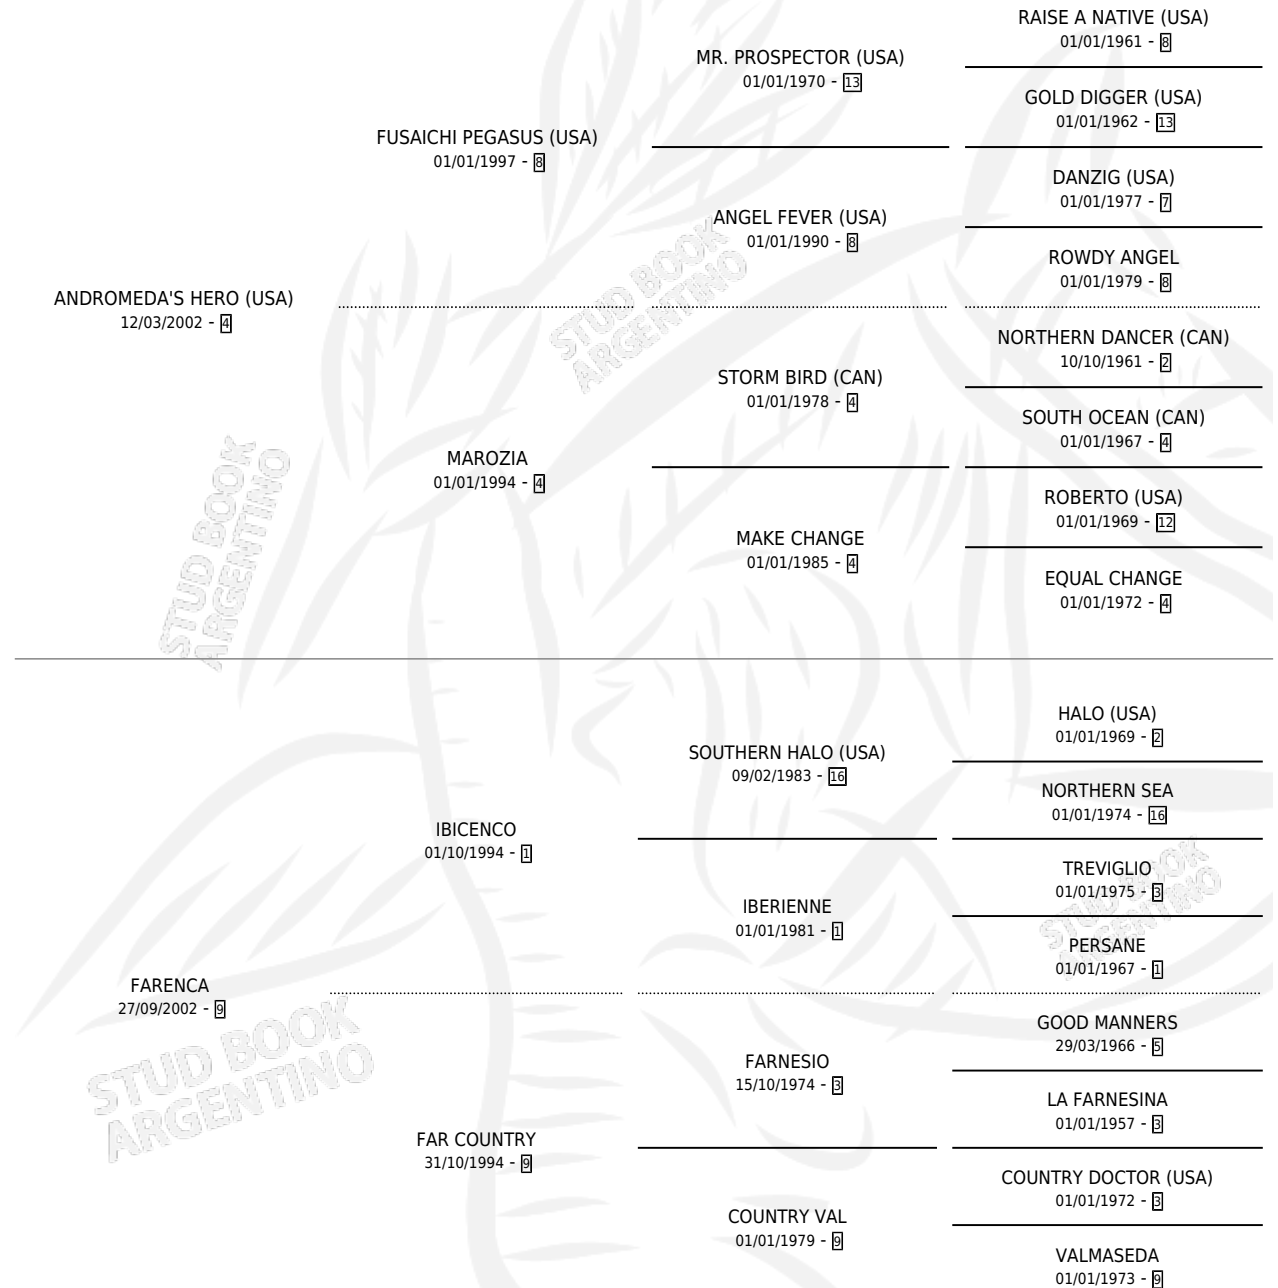 RAISE A NATIVE (USA)
01/01/1961 - 8
MR. PROSPECTOR (USA)
01/01/1970 - 13
GOLD DIGGER (USA)
01/01/1962 - 13
FUSAICHI PEGASUS (USA)
01/01/1997 - 8
DANZIG (USA)
01/01/1977 - 7
ANGEL FEVER (USA)
01/01/1990 - 8
ROWDY ANGEL
01/01/1979 - 8
ANDROMEDA'S HERO (USA)
12/03/2002 - 4
NORTHERN DANCER (CAN)
10/10/1961 - 2
STORM BIRD (CAN)
01/01/1978 - 4
SOUTH OCEAN (CAN)
01/01/1967 - 4
MAROZIA
01/01/1994 - 4
ROBERTO (USA)
01/01/1969 - 12
MAKE CHANGE
01/01/1985 - 4
EQUAL CHANGE
01/01/1972 - 4
HALO (USA)
01/01/1969 - 2
SOUTHERN HALO (USA)
09/02/1983 - 16
NORTHERN SEA
01/01/1974 - 16
IBICENCO
01/10/1994 - 1
TREVIGLIO
01/01/1975 - 3
IBERIENNE
01/01/1981 - 1
PERSANE
01/01/1967 - 1
FARENCA
27/09/2002 - 9
GOOD MANNERS
29/03/1966 - 5
FARNESIO
15/10/1974 - 3
LA FARNESINA
01/01/1957 - 3
FAR COUNTRY
31/10/1994 - 9
COUNTRY DOCTOR (USA)
01/01/1972 - 3
COUNTRY VAL
01/01/1979 - 9
VALMASEDA
01/01/1973 - 9
STUD BOOK
ARGENTINO
STUD BOOK
ARGENTINO
STUD BOOK
ARGENTINO
STUD BOOK
ARGENTINO